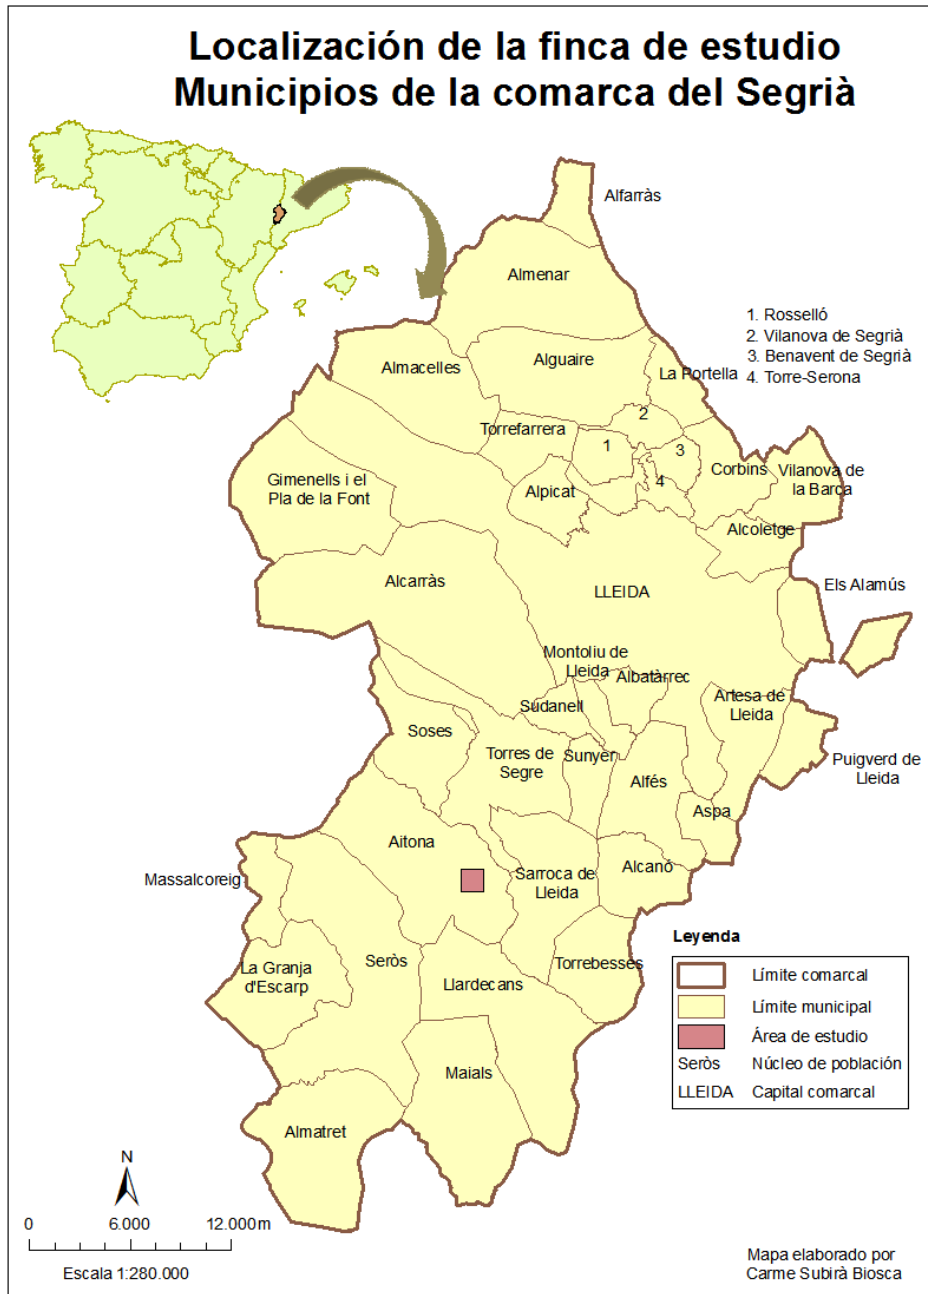 Localización de la finca de estudio
Municipios de la comarca del Segrià
Alfarràs
Almenar
1. Rosselló
2. Vilanova de Segrià
3. Benavent de Segrià
4. Torre-Serona
Alguaire
Almacelles
La Portella
2
Torrefarrera
1
3
Corbins
Vilanova de
la Barca
Gimenells i el
Pla de la Font
Alpicat
4
Alcoletge
Alcarràs
LLEIDA
Els Alamús
Montoliu de
Lleida
Albatàrrec
Sudanell
Artesa de
Lleida
Soses
Torres de
Segre
Sunyer
Alfés
Puigverd de
Lleida
Aspa
Aitona
Massalcoreig
Sarroca de
Lleida
Alcanó
La Granja
d'Escarp
Seròs
Llardecans
Torrebesses
Maials
Almatret
Leyenda
Límite comarcal
Límite municipal
Área de estudio
Seròs Núcleo de población
LLEIDA Capital comarcal
N
0 6.000 12.000m
Escala 1:280.000
Mapa elaborado por
Carme Subirà Biosca